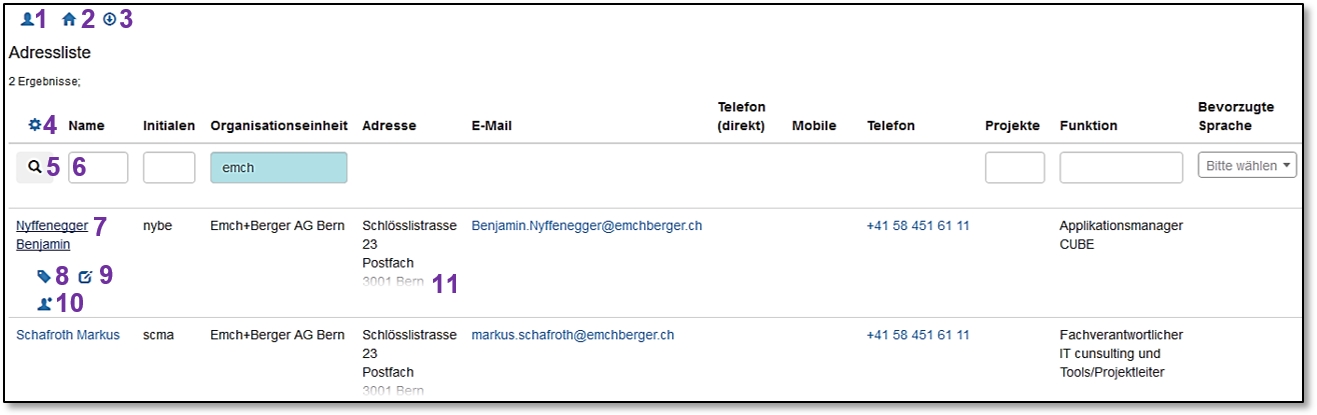 1 2 3
Adressliste
2 Ergebnisse;
4 Name Initialen Organisationseinheit Adresse E-Mail Telefon (direkt) Mobile Telefon Projekte Funktion Bevorzugte Sprache
5 6 emch Bitte wählen
Nyffenegger 7 nybe Emch+Berger AG Bern Schlösslistrasse Benjamin.Nyffenegger@emchberger.ch +41 58 451 61 11 Applikationsmanager
Benjamin 23 CUBE
Postfach
8 9 3001 Bern 11
10
Schafroth Markus scma Emch+Berger AG Bern Schlösslistrasse markus.schafroth@emchberger.ch +41 58 451 61 11 Fachverantwortlicher
23 IT cunsulting und
Postfach Tools/Projektleiter
3001 Bern